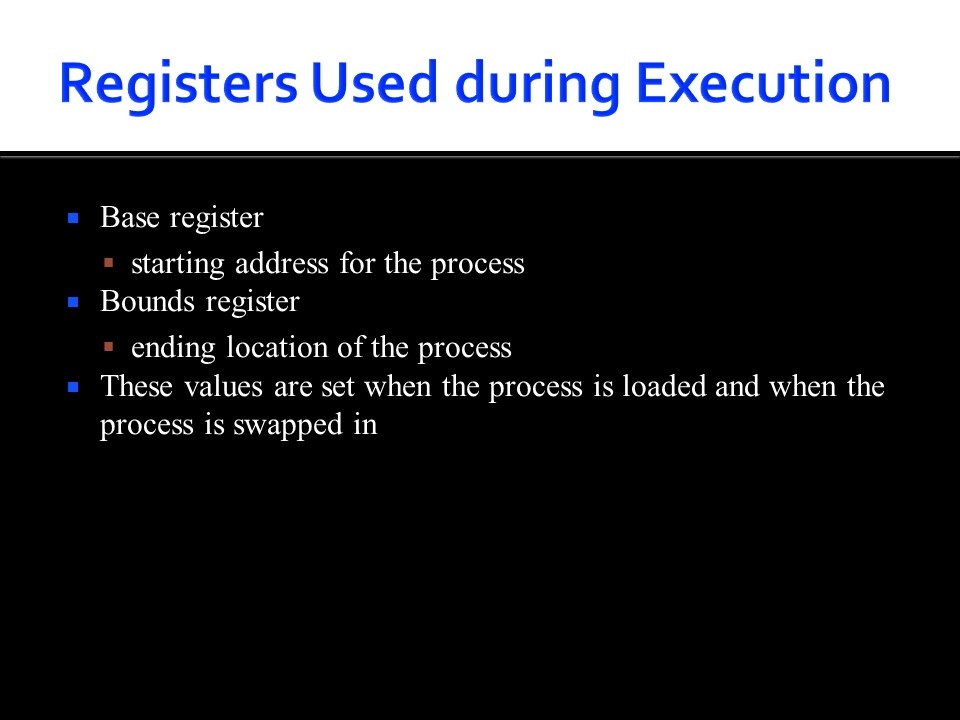 Registers Used during Execution
Base register
starting address for the process
Bounds register
ending location of the process
These values are set when the process is loaded and when the
process is swapped in